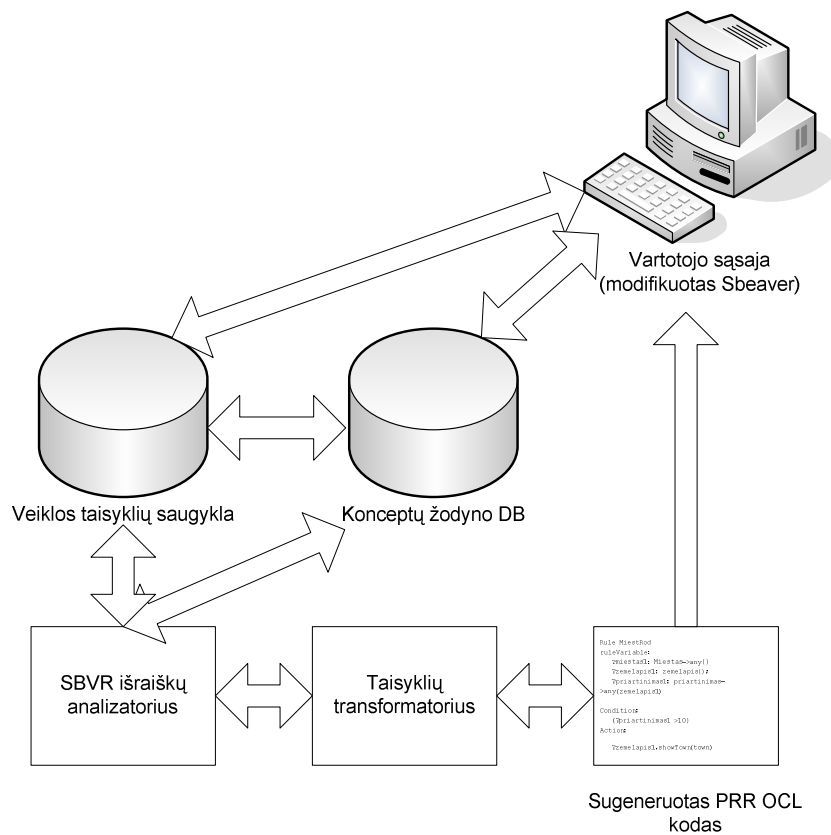 Vartotojo sąsaja
(modifikuotas Sbeaver)
Veiklos taisyklių saugykla
Konceptų žodyno DB
SBVR išraiškų
analizatorius
Taisyklių
transformatorius
Rule MiestRod
ruleVariable:
?miestas1: Miestas->any()
?zemelapis1: zemelapis();
?priartinimas1: priartinimas-
>any(zemelapis1)
Condition:
(?priartinimas1 >10)
Action:
?zemelapis1.showTown(town)
Sugeneruotas PRR OCL
kodas